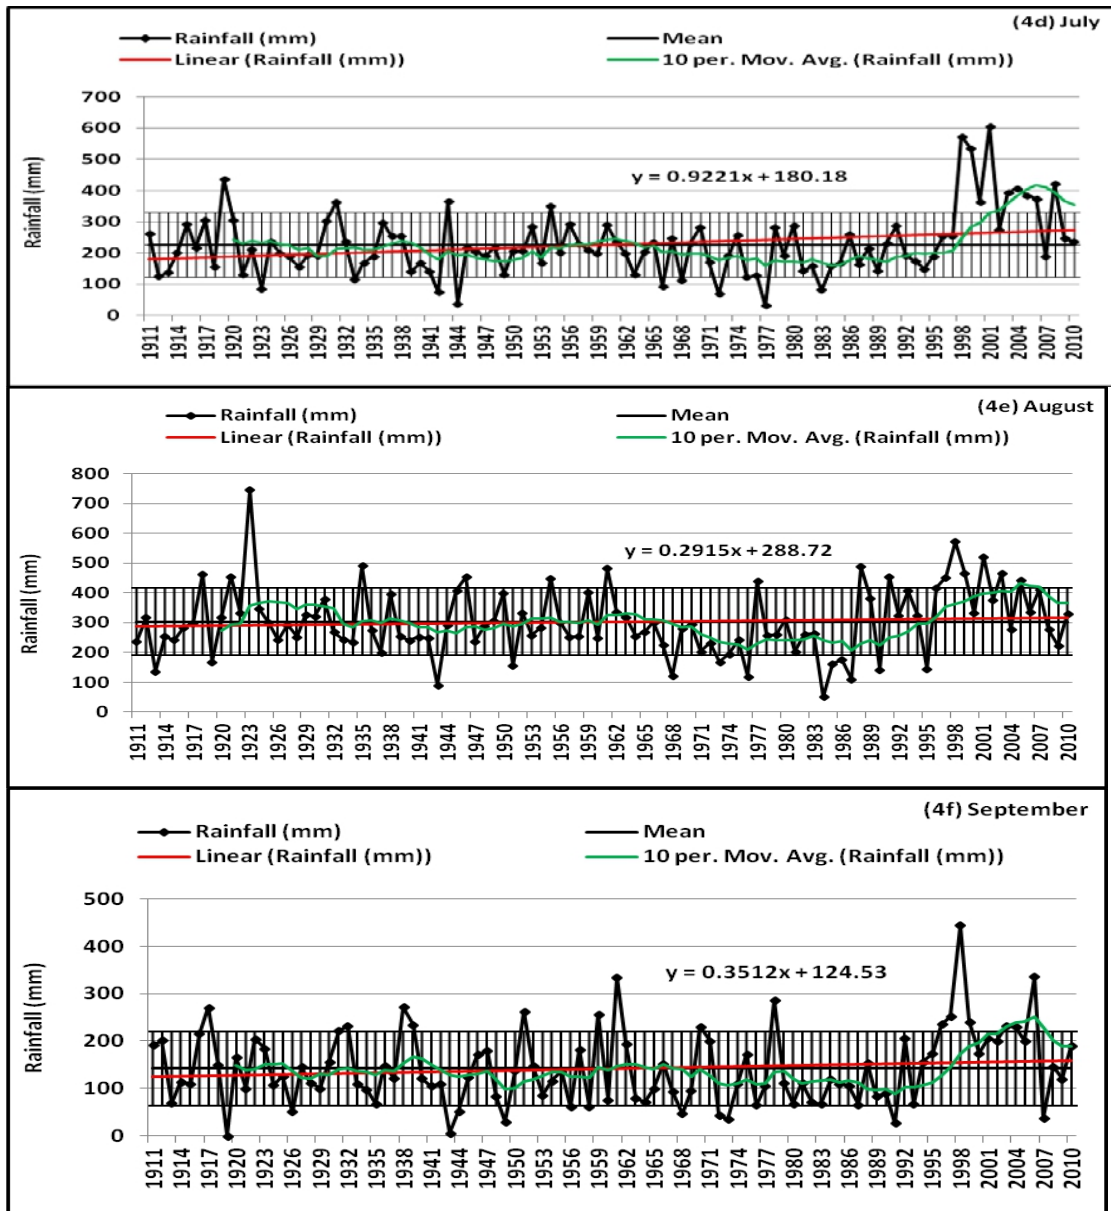 (4d) July
Rainfall (mm) Mean
Linear (Rainfall (mm)) 10 per. Mov. Avg. (Rainfall (mm))
Rainfall (mm)
700
600
500
400
300
200
100
0
y = 0.9221x + 180.18
1911 1914 1917 1920 1923 1926 1929 1932 1935 1938 1941 1944 1947 1950 1953 1956 1959 1962 1965 1968 1971 1974 1977 1980 1983 1986 1989 1992 1995 1998 2001 2004 2007 2010
(4e) August
Rainfall (mm) Mean
Linear (Rainfall (mm)) 10 per. Mov. Avg. (Rainfall (mm))
Rainfall (mm)
800
700
600
500
400
300
200
100
0
y = 0.2915x + 288.72
1911 1914 1917 1920 1923 1926 1929 1932 1935 1938 1941 1944 1947 1950 1953 1956 1959 1962 1965 1968 1971 1974 1977 1980 1983 1986 1989 1992 1995 1998 2001 2004 2007 2010
(4f) September
Rainfall (mm) Mean
Linear (Rainfall (mm)) 10 per. Mov. Avg. (Rainfall (mm))
Rainfall (mm)
500
400
300
200
100
0
y = 0.3512x + 124.53
1911 1914 1917 1920 1923 1926 1929 1932 1935 1938 1941 1944 1947 1950 1953 1956 1959 1962 1965 1968 1971 1974 1977 1980 1983 1986 1989 1992 1995 1998 2001 2004 2007 2010